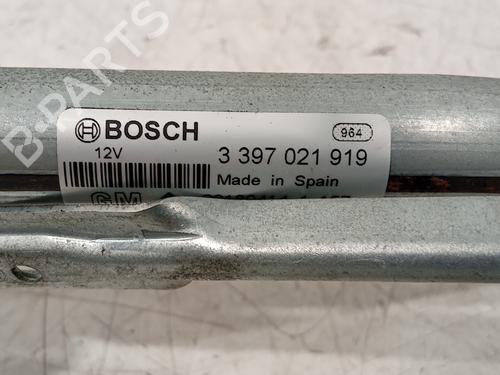 B-PARTS
BOSCH
964
12V
3 397 021 919
Made in Spain
GM